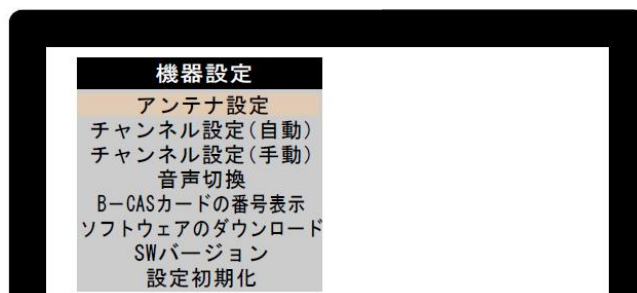 機器設定
アンテナ設定
チャンネル設定(自動)
チャンネル設定(手動)
音声切換
B−CASカードの番号表示
ソフトウェアのダウンロード
SWバージョン
設定初期化